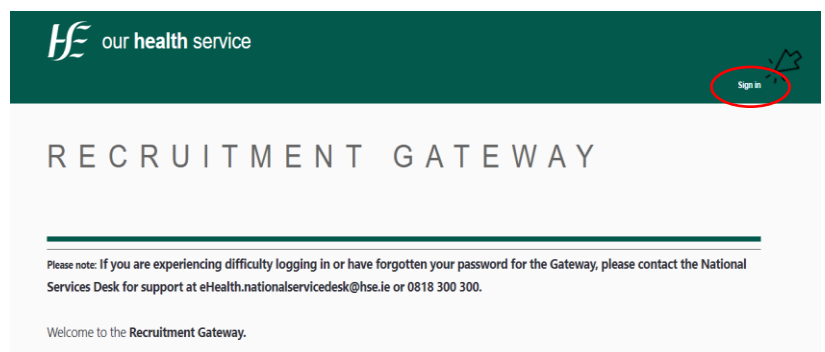 HE our health service
Sign in
RECRUITMENT GATEWAY
Please note: If you are experiencing difficulty logging in or have forgotten your password for the Gateway, please contact the National
Services Desk for support at eHealth.nationalservicedesk@hse.ie or 0818 300 300.
Welcome to the Recruitment Gateway.